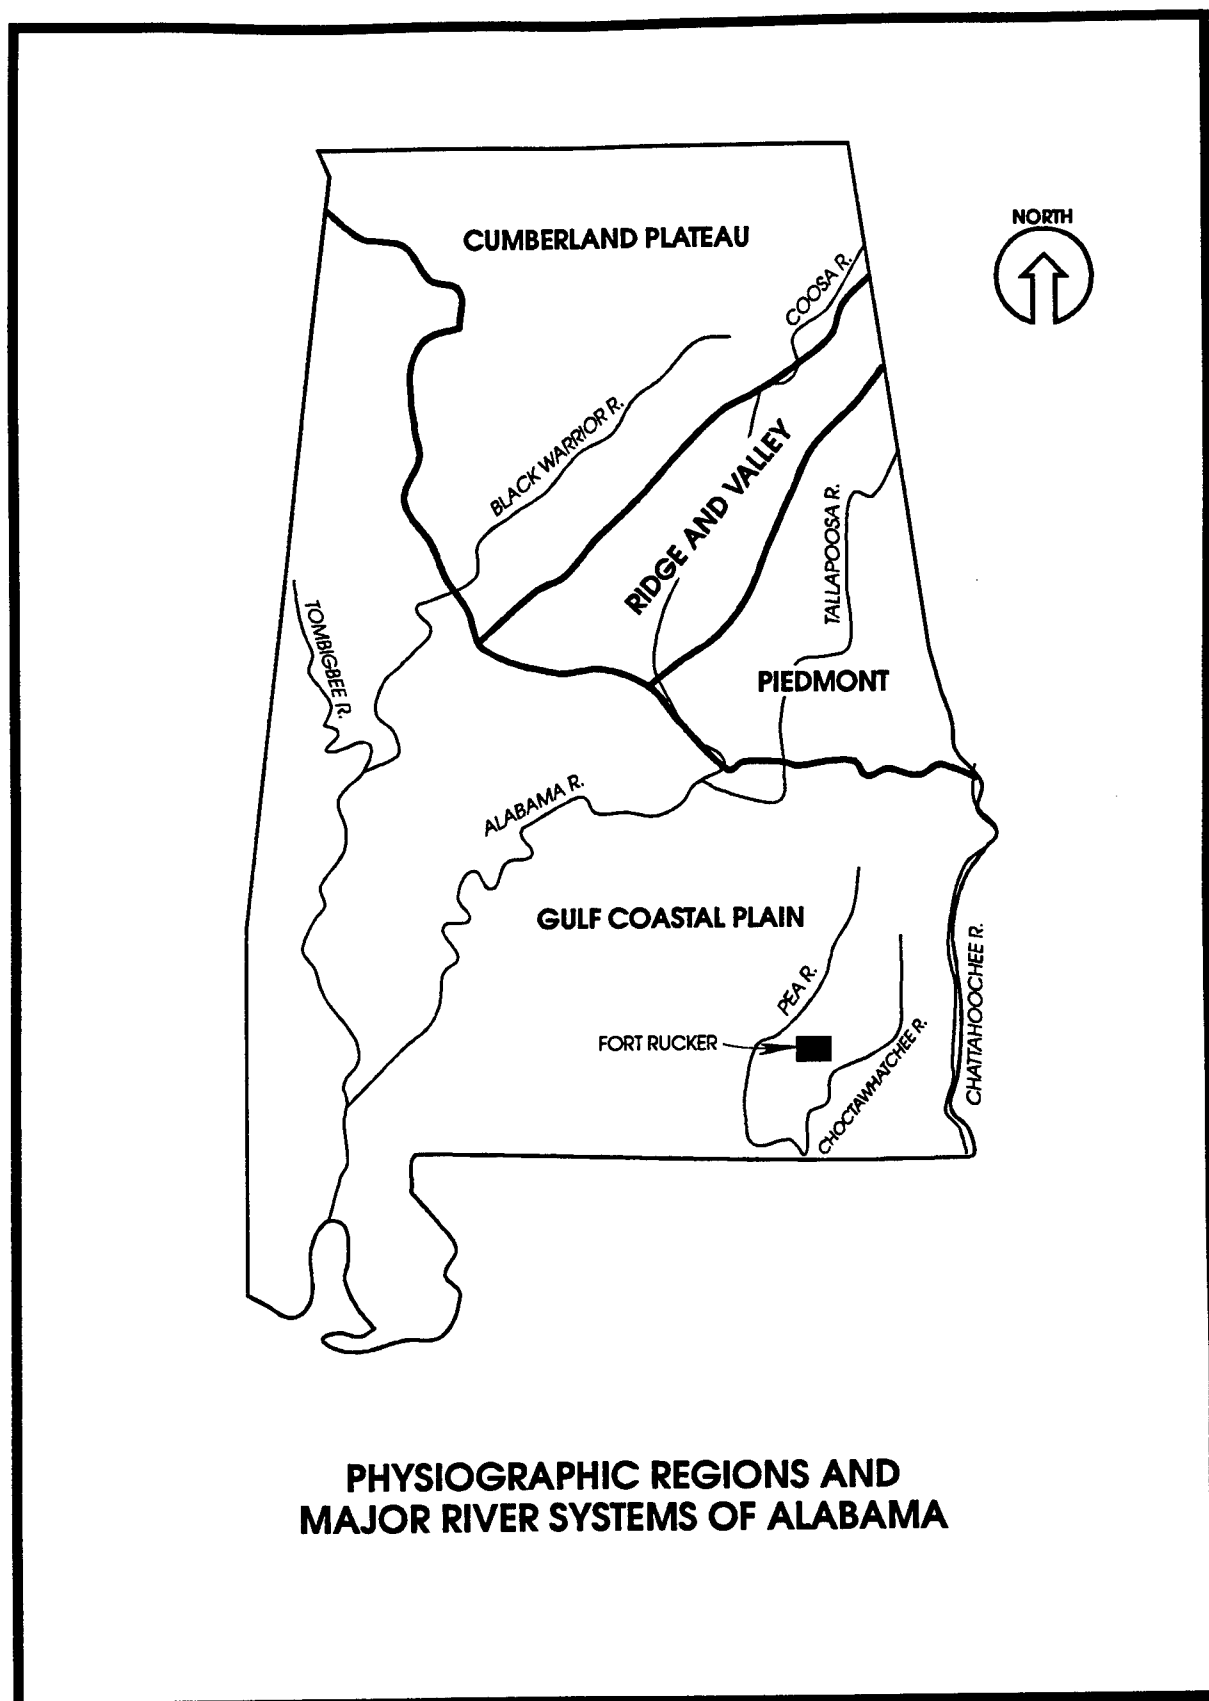 NORTH
CUMBERLAND PLATEAU
COOSA R.
BLACK WARRIOR R.
RIDGE AND VALLEY
TALLAPOOSA R.
TOMBIGBEE R.
PIEDMONT
ALABAMA R.
GULF COASTAL PLAIN
PEA R.
CHATTAHOOCHEE R.
FORT RUCKER
CHOCTAWHATCHEE R.
PHYSIOGRAPHIC REGIONS AND
MAJOR RIVER SYSTEMS OF ALABAMA